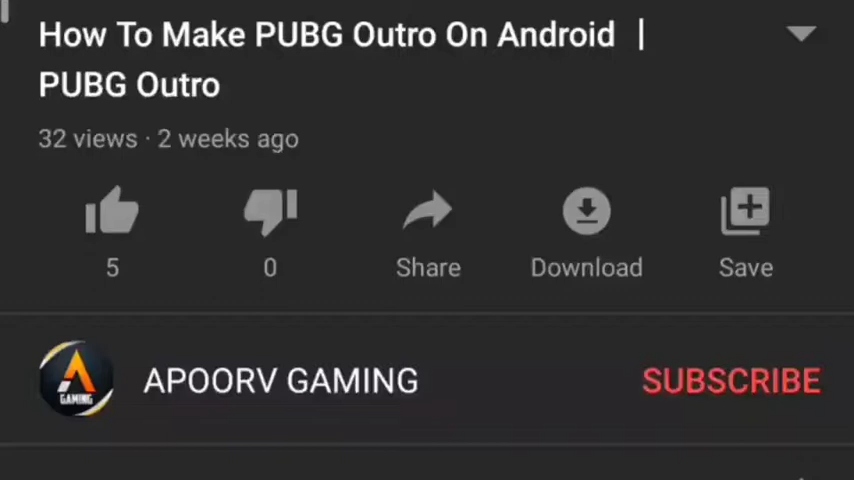 How To Make PUBG Outro On Android |
PUBG Outro
32 views · 2 weeks ago
5
0
Share
Download
Save
GAMING
APOORV GAMING
SUBSCRIBE